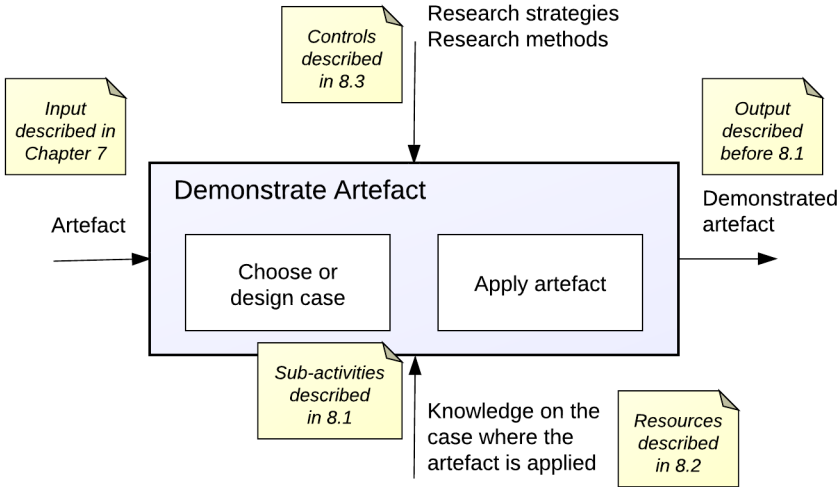 Research strategies
Research methods
Controls
described
in 8.3
Input
described in
Chapter 7
Output
described
before 8.1
Demonstrate Artefact
Artefact
Demonstrated
artefact
Choose or
design case
Apply artefact
Sub-activities
described
in 8.1
Knowledge on the
case where the
artefact is applied
Resources
described
in 8.2